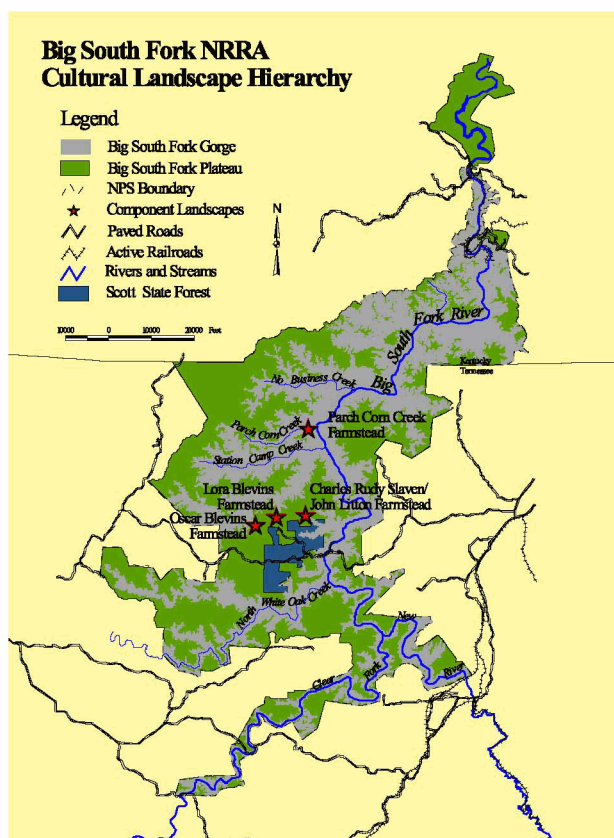 Big South Fork NRRA
Cultural Landscape Hierarchy
Legend
Big South Fork Gorge
Big South Fork Plateau
NPS Boundary
Component Landscapes
Paved Roads
Active Railroads
Rivers and Streams
Scott State Forest
N
10000 0 10000 20000 Feet
Big South Fork River
Kentucky
Tennessee
No Business Creek
Parch Corn Creek
Parch Corn Creek
Farmstead
Station Camp Creek
Lora Blevins
Farmstead
Charles Rudy Slaven/
John Litton Farmstead
Oscar Blevins
Farmstead
North White Oak Creek
New River
Clear Fork